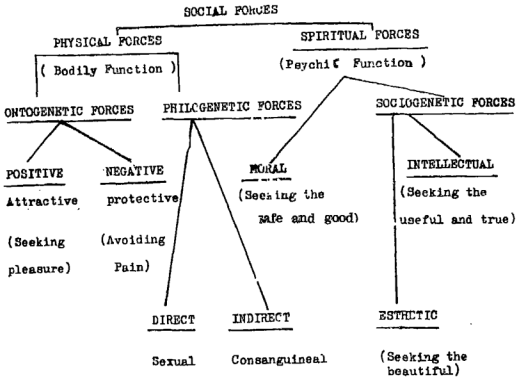 SOCIAL FORCES
PHYSICAL FORCES
SPIRITUAL FORCES
( Bodily Function )
(Psychic Function )
ONTOGENETIC FORCES
PHILOGENETIC FORCES
SOCIOGENETIC FORCES
POSITIVE
Attractive
(Seeking
pleasure)
NEGATIVE
protective
(Avoiding
Pain)
MORAL
(Seeking the
safe and good)
INTELLECTUAL
(Seeking the
useful and true)
DIRECT
Sexual
INDIRECT
Consanguineal
ESTHETIC
(Seeking the
beautiful)